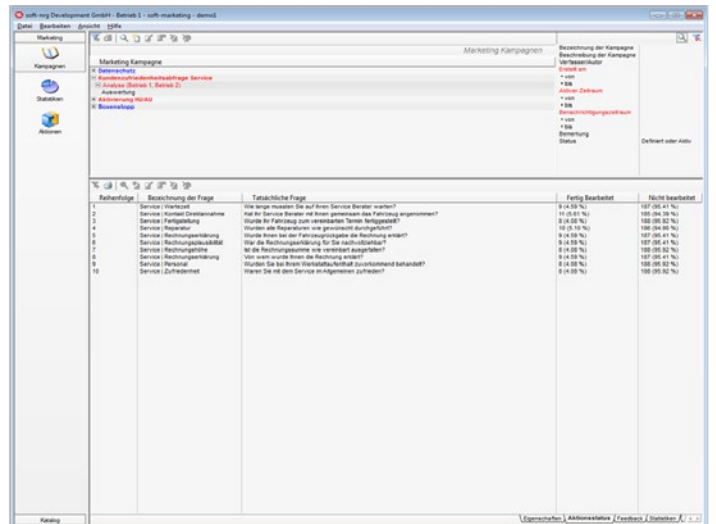 soft-nrg Development GmbH - Betrieb 1 - soft-marketing - demo1
Datei Bearbeiten Ansicht Hilfe
Marketing
Kampagnen
Statistiken
Aktionen
Katalog
Marketing Kampagnen
Marketing Kampagne
Datenschutz
Kundenzufriedenheitsabfrage Service
Analyse (Betrieb 1, Betrieb 2)
Auswertung
Aktivierung
Boxenstopp
Bezeichnung der Kampagne
Beschreibung der Kampagne
Verfasser/Autor
Erstellt am
• von
• bis
Aktiver Zeitraum
• von
• bis
Benachrichtigungszeitraum
• von
• bis
Bemerkung
Status Definiert oder Aktiv
Reihenfolge Bezeichnung der Frage Tatsächliche Frage Fertig Bearbeitet Nicht bearbeitet
1 Service | Wartezeit Wie lange mussten Sie auf Ihren Service Berater warten? 9 (4.59 %) 187 (95.41 %)
2 Service | Kontakt Direktannahme Hat Ihr Service Berater mit Ihnen gemeinsam das Fahrzeug angenommen? 11 (5.61 %) 185 (94.39 %)
3 Service | Fertigstellung Wurde Ihr Fahrzeug zum vereinbarten Termin fertiggestellt? 8 (4.08 %) 188 (95.92 %)
4 Service | Reparatur Wurden alle Reparaturen wie gewünscht durchgeführt? 10 (5.10 %) 186 (94.90 %)
5 Service | Rechnungserklärung Wurde Ihnen bei der Fahrzeugrückgabe die Rechnung erklärt? 9 (4.59 %) 187 (95.41 %)
6 Service | Rechnungsplausibilität War die Rechnungserklärung für Sie nachvollziehbar? 9 (4.59 %) 187 (95.41 %)
7 Service | Rechnungshöhe Ist die Rechnungssumme wie vereinbart ausgefallen? 8 (4.08 %) 188 (95.92 %)
8 Service | Rechnungserklärung Von wem wurde Ihnen die Rechnung erklärt? 9 (4.59 %) 187 (95.41 %)
9 Service | Personal Wurden Sie bei Ihrem Werkstattaufenthalt zuvorkommend behandelt? 8 (4.08 %) 188 (95.92 %)
10 Service | Zufriedenheit Waren Sie mit dem Service im Allgemeinen zufrieden? 8 (4.08 %) 188 (95.92 %)
Eigenschaften Aktionsstatus Feedback Statistiken